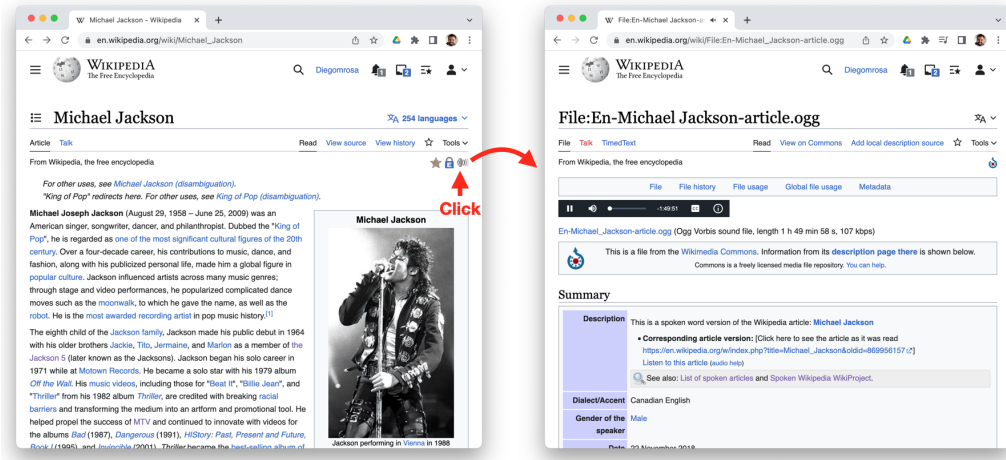 Michael Jackson - Wikipedia
en.wikipedia.org/wiki/Michael_Jackson
WIKIPEDIA
The Free Encyclopedia
Diegomrosa
1
2
Michael Jackson
254 languages
Article Talk Read View source View history Tools
From Wikipedia, the free encyclopedia
For other uses, see Michael Jackson (disambiguation).
"King of Pop" redirects here. For other uses, see King of Pop (disambiguation).
Michael Joseph Jackson (August 29, 1958 – June 25, 2009) was an
American singer, songwriter, dancer, and philanthropist. Dubbed the "King of
Pop", he is regarded as one of the most significant cultural figures of the 20th
century. Over a four-decade career, his contributions to music, dance, and
fashion, along with his publicized personal life, made him a global figure in
popular culture. Jackson influenced artists across many music genres;
through stage and video performances, he popularized complicated dance
moves such as the moonwalk, to which he gave the name, as well as the
robot. He is the most awarded recording artist in pop music history.[1]
The eighth child of the Jackson family, Jackson made his public debut in 1964
with his older brothers Jackie, Tito, Jermaine, and Marlon as a member of the
Jackson 5 (later known as the Jacksons). Jackson began his solo career in
1971 while at Motown Records. He became a solo star with his 1979 album
Off the Wall. His music videos, including those for "Beat It", "Billie Jean", and
"Thriller" from his 1982 album Thriller, are credited with breaking racial
barriers and transforming the medium into an artform and promotional tool. He
helped propel the success of MTV and continued to innovate with videos for
the albums Bad (1987), Dangerous (1991), HIStory: Past, Present and Future,
Book I (1995), and Invincible (2001). Thriller became the best-selling album of
Michael Jackson
Jackson performing in Vienna in 1988
Click
File:En-Michael Jackson-ar
en.wikipedia.org/wiki/File:En-Michael_Jackson-article.ogg
WIKIPEDIA
The Free Encyclopedia
Diegomrosa
1
2
File:En-Michael Jackson-article.ogg
File Talk TimedText Read View on Commons Add local description source Tools
From Wikipedia, the free encyclopedia
File File history File usage Global file usage Metadata
-1:49:51
En-Michael_Jackson-article.ogg (Ogg Vorbis sound file, length 1 h 49 min 58 s, 107 kbps)
This is a file from the Wikimedia Commons. Information from its description page there is shown below.
Commons is a freely licensed media file repository. You can help.
Summary
Description
This is a spoken word version of the Wikipedia article: Michael Jackson
• Corresponding article version: [Click here to see the article as it was read
https://en.wikipedia.org/w/index.php?title=Michael_Jackson&oldid=869956157]
Listen to this article (audio help)
See also: List of spoken articles and Spoken Wikipedia WikiProject.
Dialect/Accent Canadian English
Gender of the Male
speaker
Date 22 November 2018